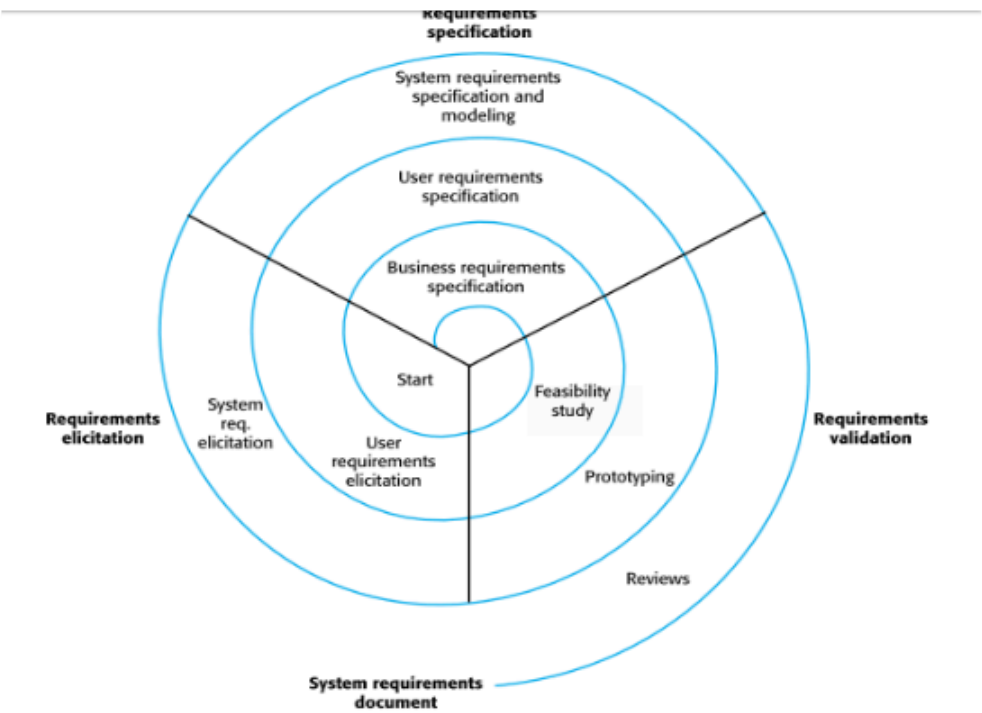 Requirements
specification
System requirements
specification and
modeling
User requirements
specification
Business requirements
specification
Start
Feasibility
study
System
req.
elicitation
Requirements
elicitation
User
requirements
elicitation
Requirements
validation
Prototyping
Reviews
System requirements
document